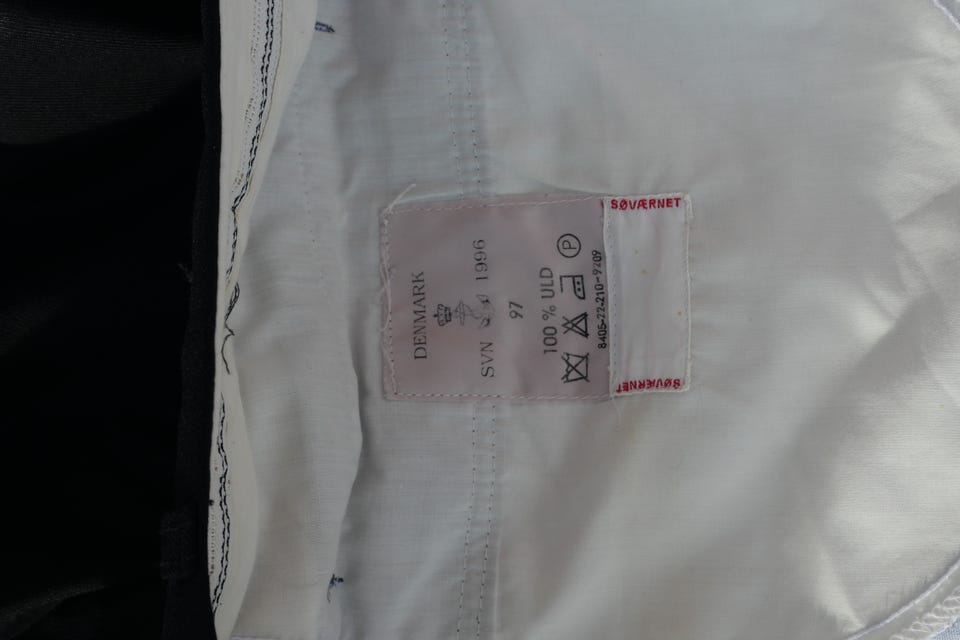 DENMARK
SVN 1996
97
100 % ULD
P
8405-22-210-9209
SØVÆRNET
SØVÆRNET